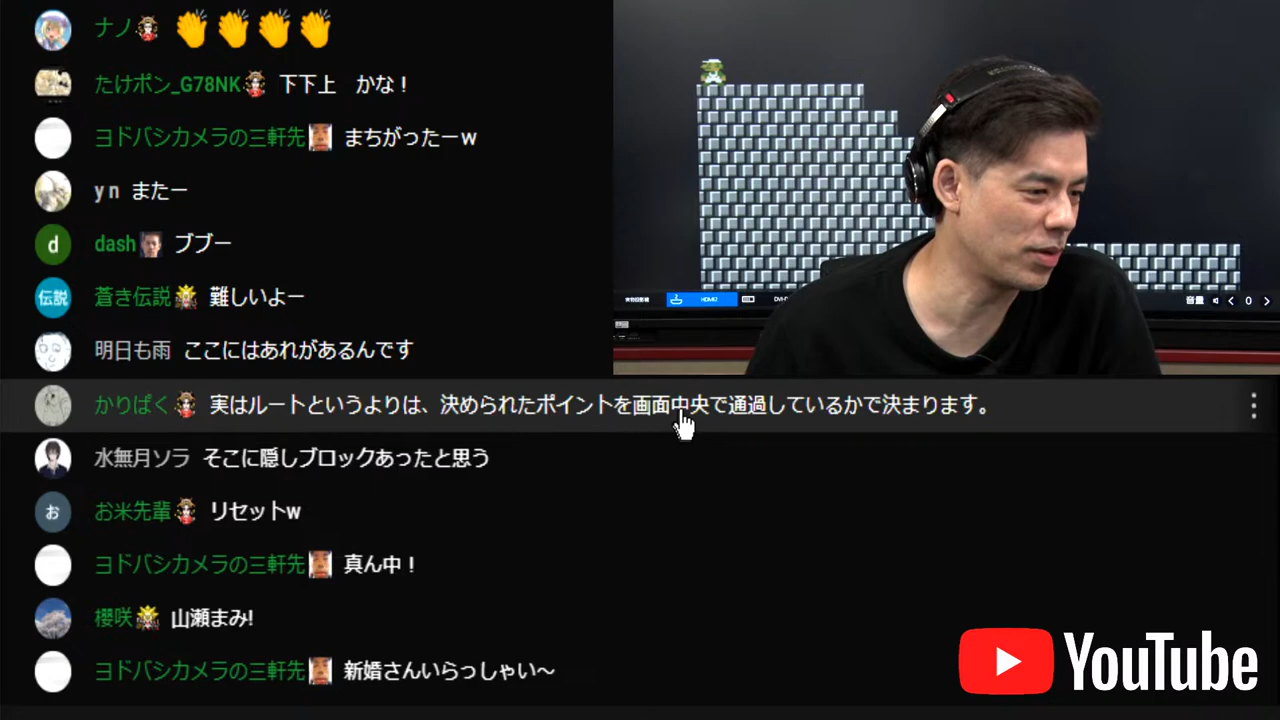 ナノ 👏👏👏👏
たけポン_G78NK 下下上 かな！
ヨドバシカメラの三軒先 まちがったーw
y n またー
d dash ブブー
伝説 蒼き伝説 難しいよー
明日も雨 ここにはあれがあるんです
かりぱく 実はルートというよりは、決められたポイントを画面中央で通過しているかで決まります。
水無月ソラ そこに隠しブロックあったと思う
お お米先輩 リセットw
ヨドバシカメラの三軒先 真ん中！
櫻咲 山瀬まみ!
ヨドバシカメラの三軒先 新婚さんいらっしゃい～
HDMI2
DVI-D
音量 0
YouTube